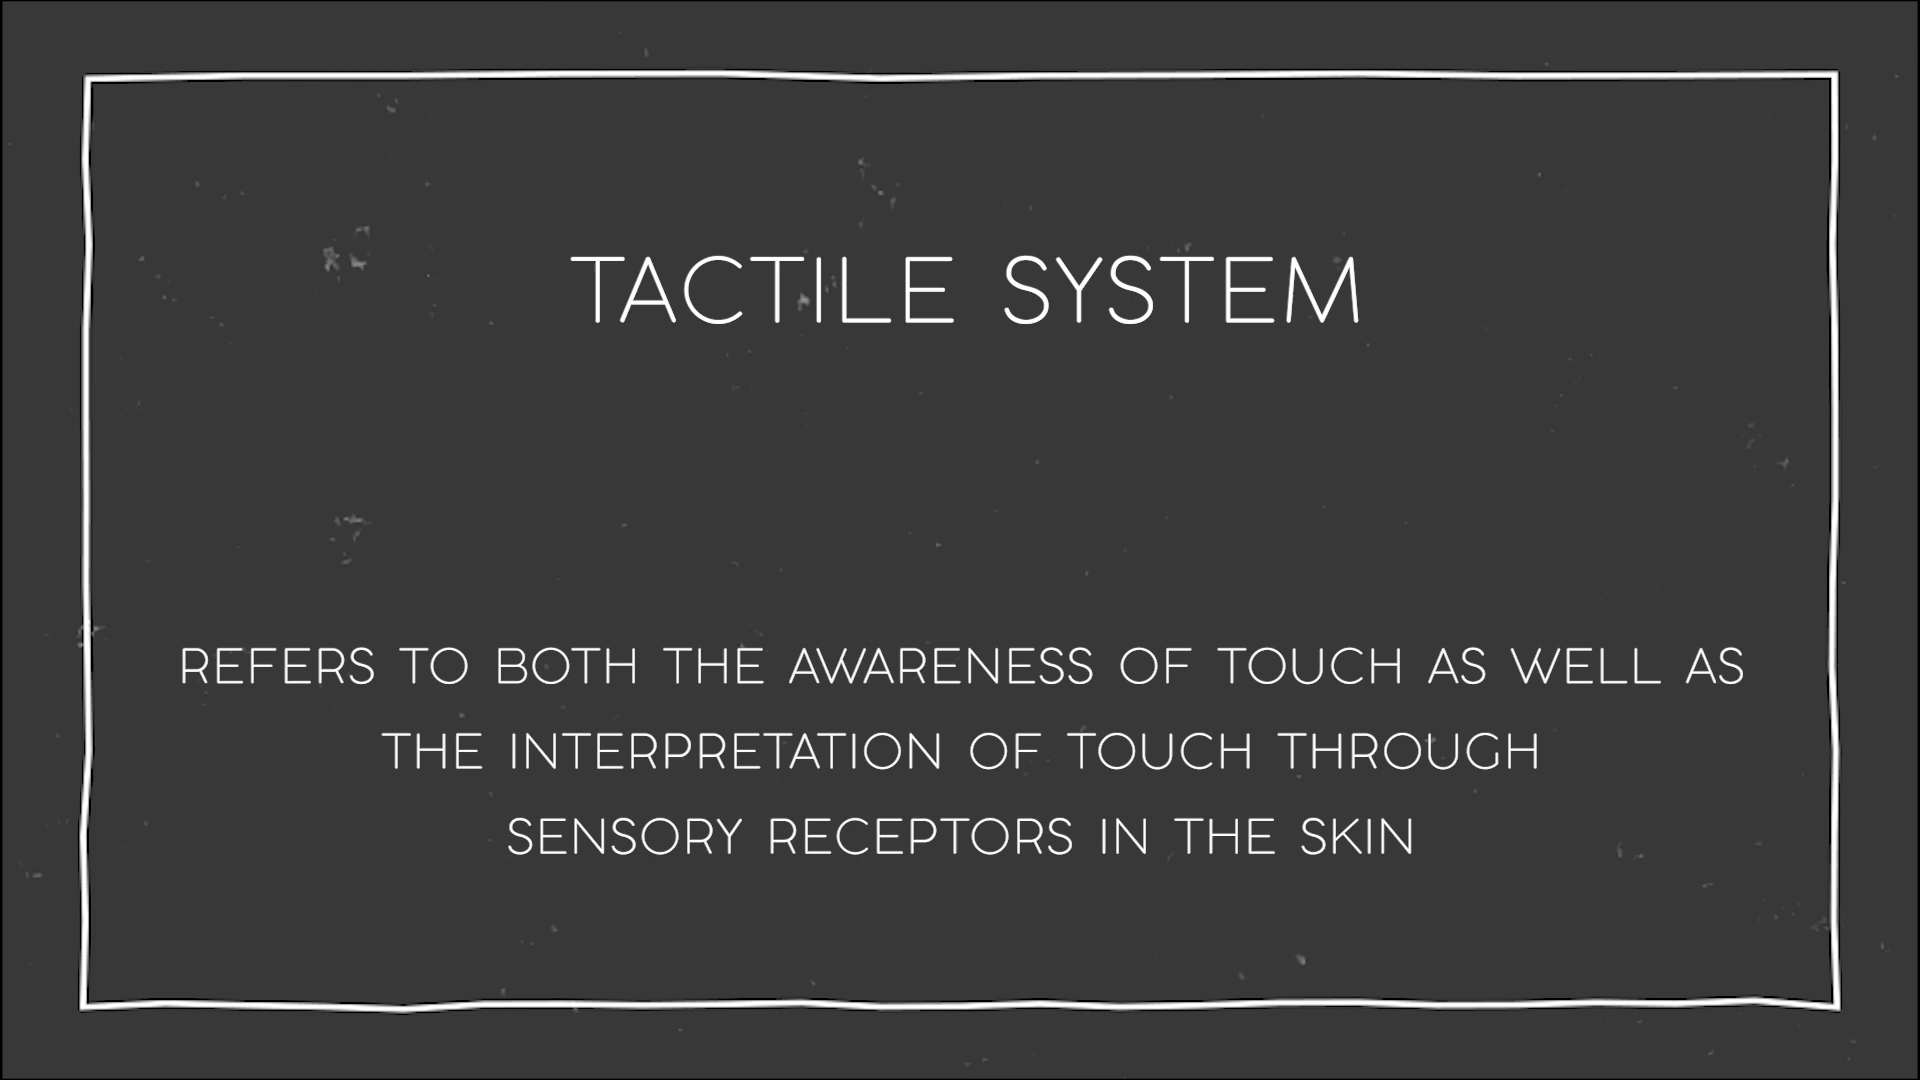 TACTILE SYSTEM
REFERS TO BOTH THE AWARENESS OF TOUCH AS WELL AS
THE INTERPRETATION OF TOUCH THROUGH
SENSORY RECEPTORS IN THE SKIN